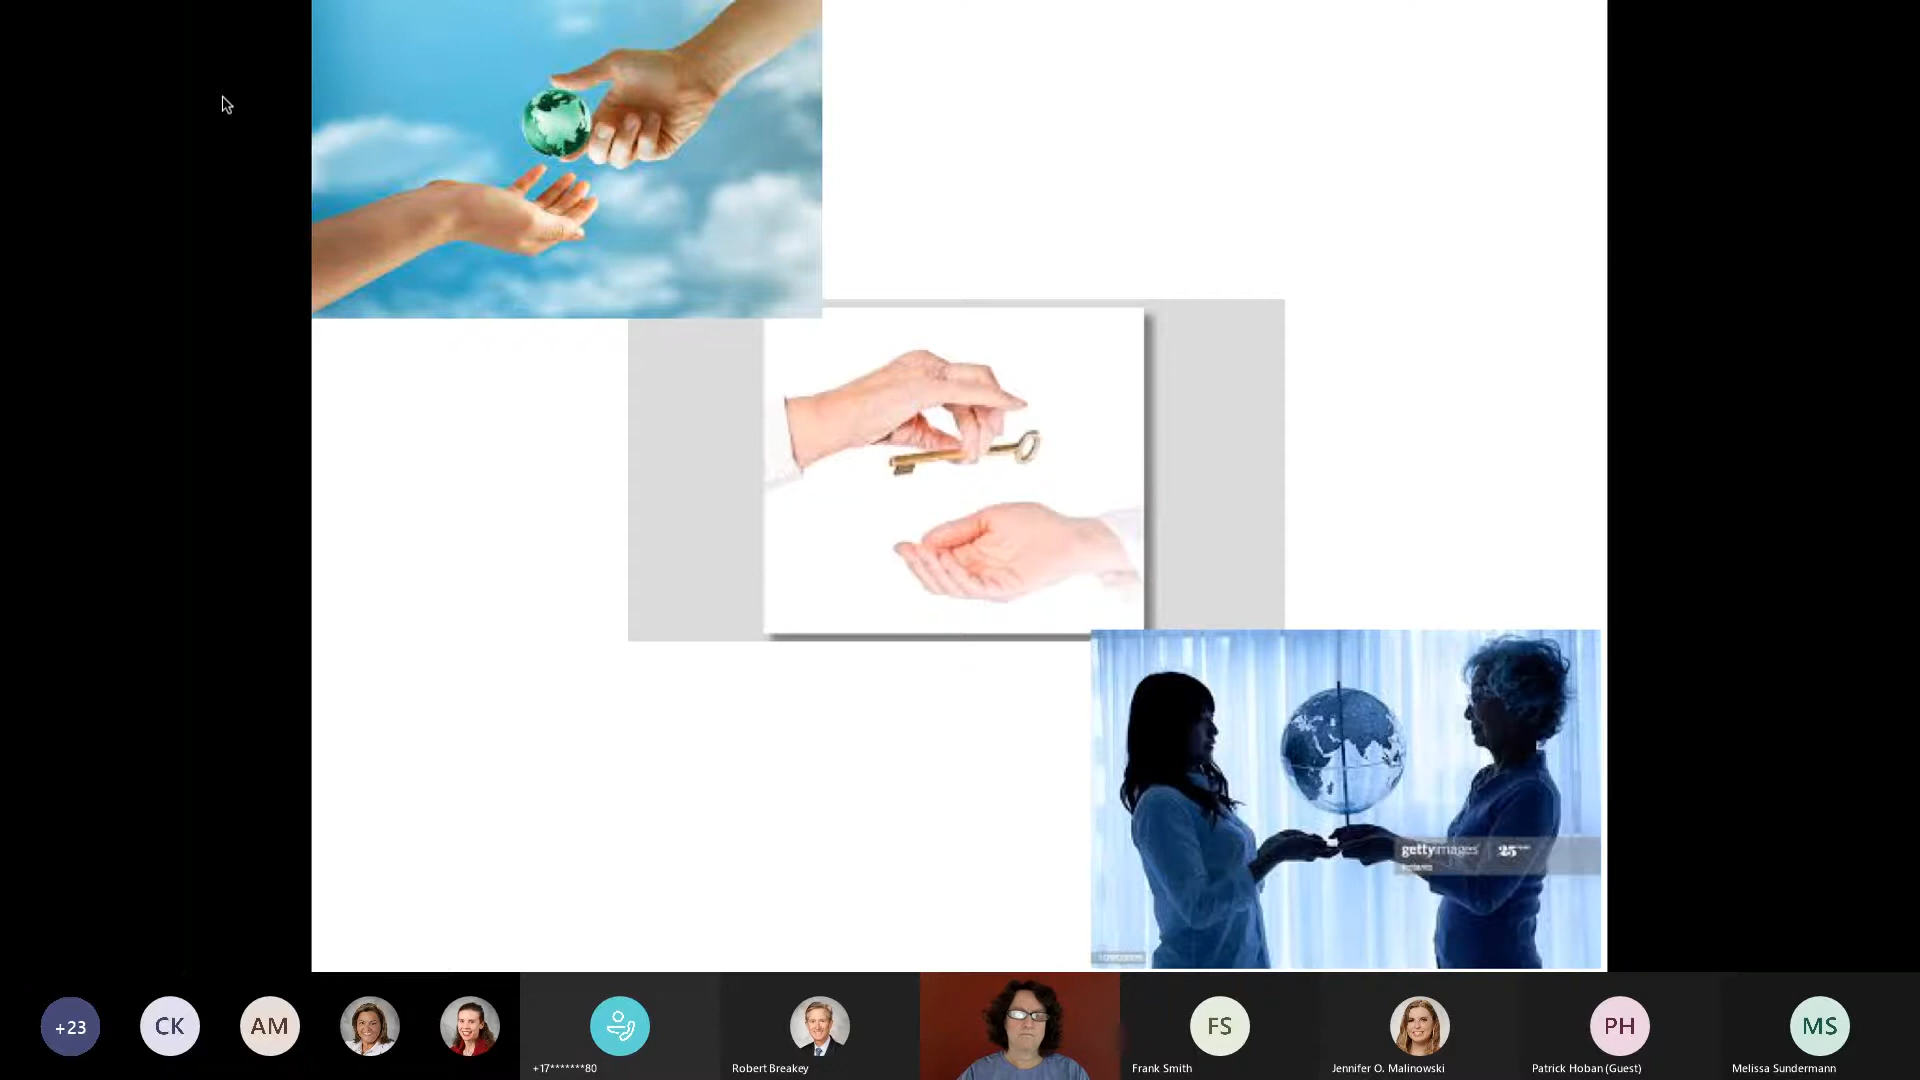 gettyimages
+23
CK
AM
FS
PH
MS
+17*******80
Robert Breakey
Frank Smith
Jennifer O. Malinowski
Patrick Hoban (Guest)
Melissa Sundermann